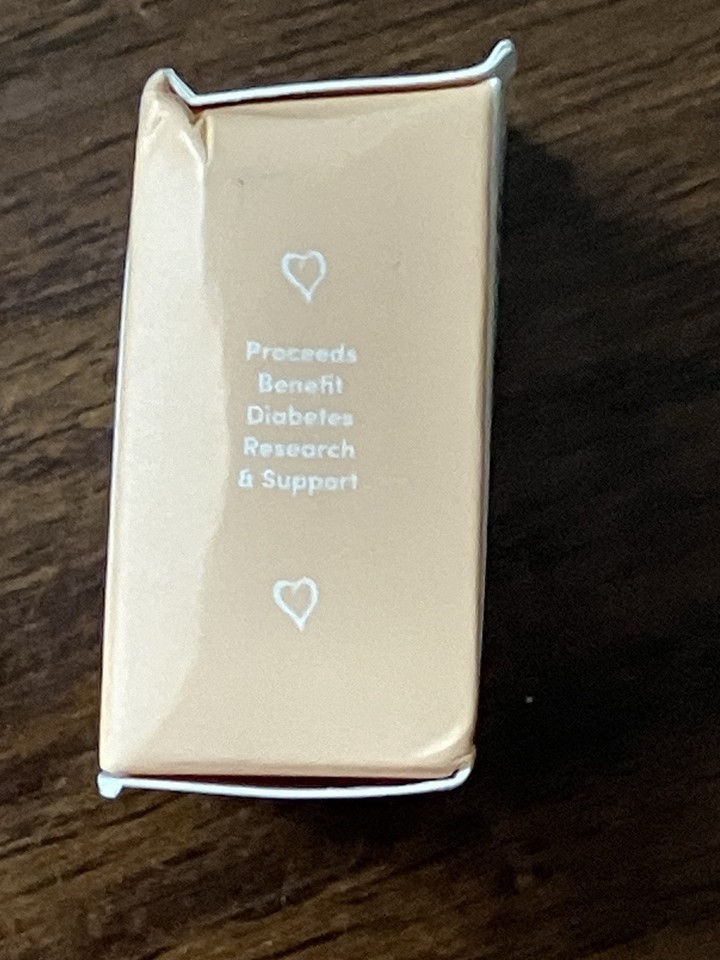 Proceeds
Benefit
Diabetes
Research
& Support